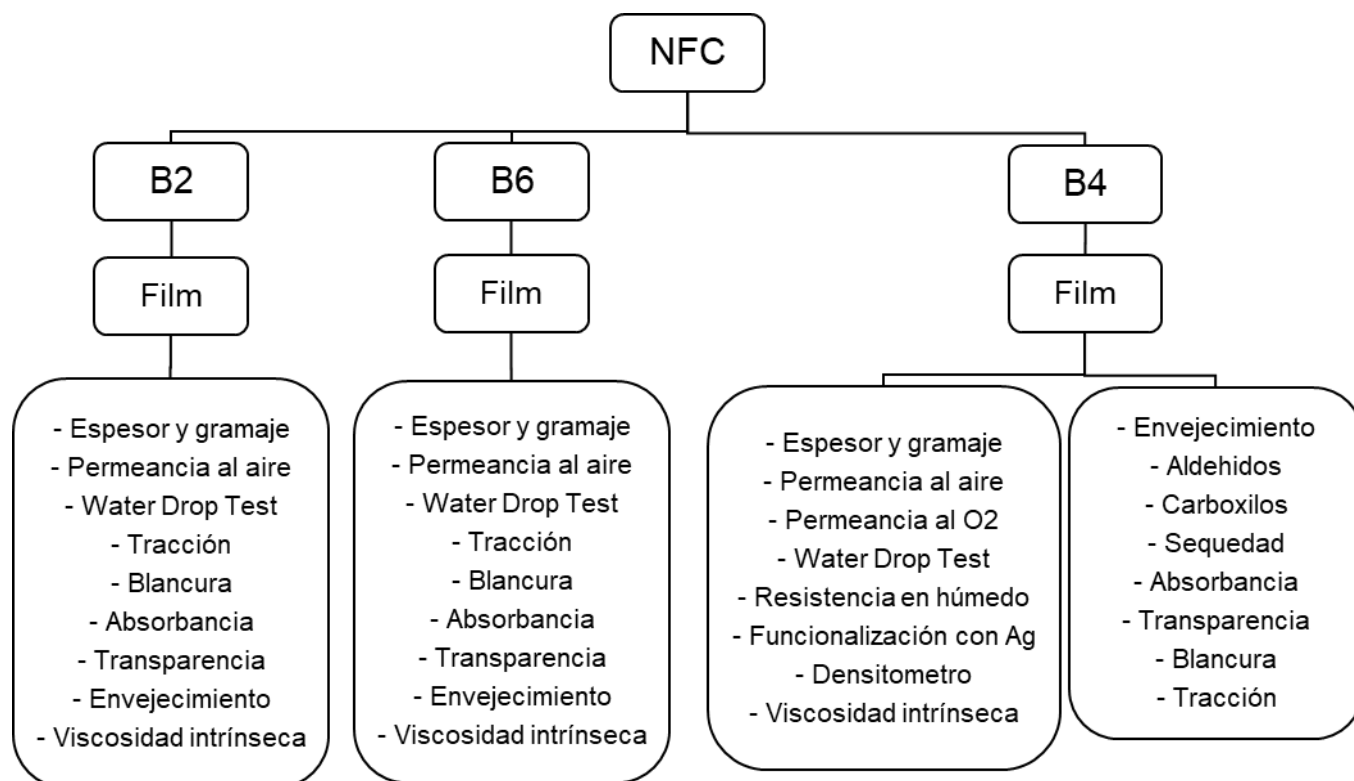 NFC
B2
B6
B4
Film
Film
Film
- Espesor y gramaje
- Permeancia al aire
- Water Drop Test
- Tracción
- Blancura
- Absorbancia
- Transparencia
- Envejecimiento
- Viscosidad intrínseca
- Espesor y gramaje
- Permeancia al aire
- Water Drop Test
- Tracción
- Blancura
- Absorbancia
- Transparencia
- Envejecimiento
- Viscosidad intrínseca
- Espesor y gramaje
- Permeancia al aire
- Permeancia al O2
- Water Drop Test
- Resistencia en húmedo
- Funcionalización con Ag
- Densitometro
- Viscosidad intrínseca
- Envejecimiento
- Aldehidos
- Carboxilos
- Sequedad
- Absorbancia
- Transparencia
- Blancura
- Tracción